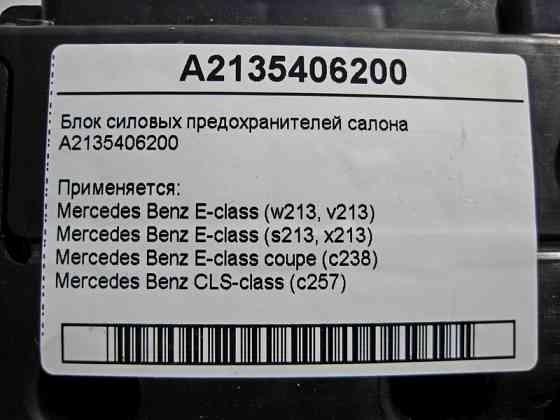 A2135406200
Блок силовых предохранителей салона
A2135406200
Применяется:
Mercedes Benz E-class (w213, v213)
Mercedes Benz E-class (s213, x213)
Mercedes Benz E-class coupe (c238)
Mercedes Benz CLS-class (c257)